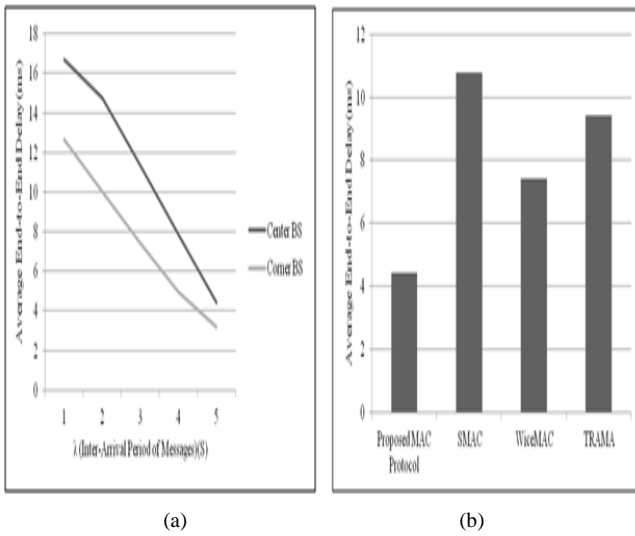 Average End-to-End Delay (ms)
18
16
14
12
10
8
6
4
2
0
1 2 3 4 5
λ (Inter-Arrival Period of Messages)(S)
Center BS
Corner BS
(a)
Average End-to-End Delay (ms)
12
10
8
6
4
2
0
Proposed MAC Protocol
SMAC
WiceMAC
TRAMA
(b)